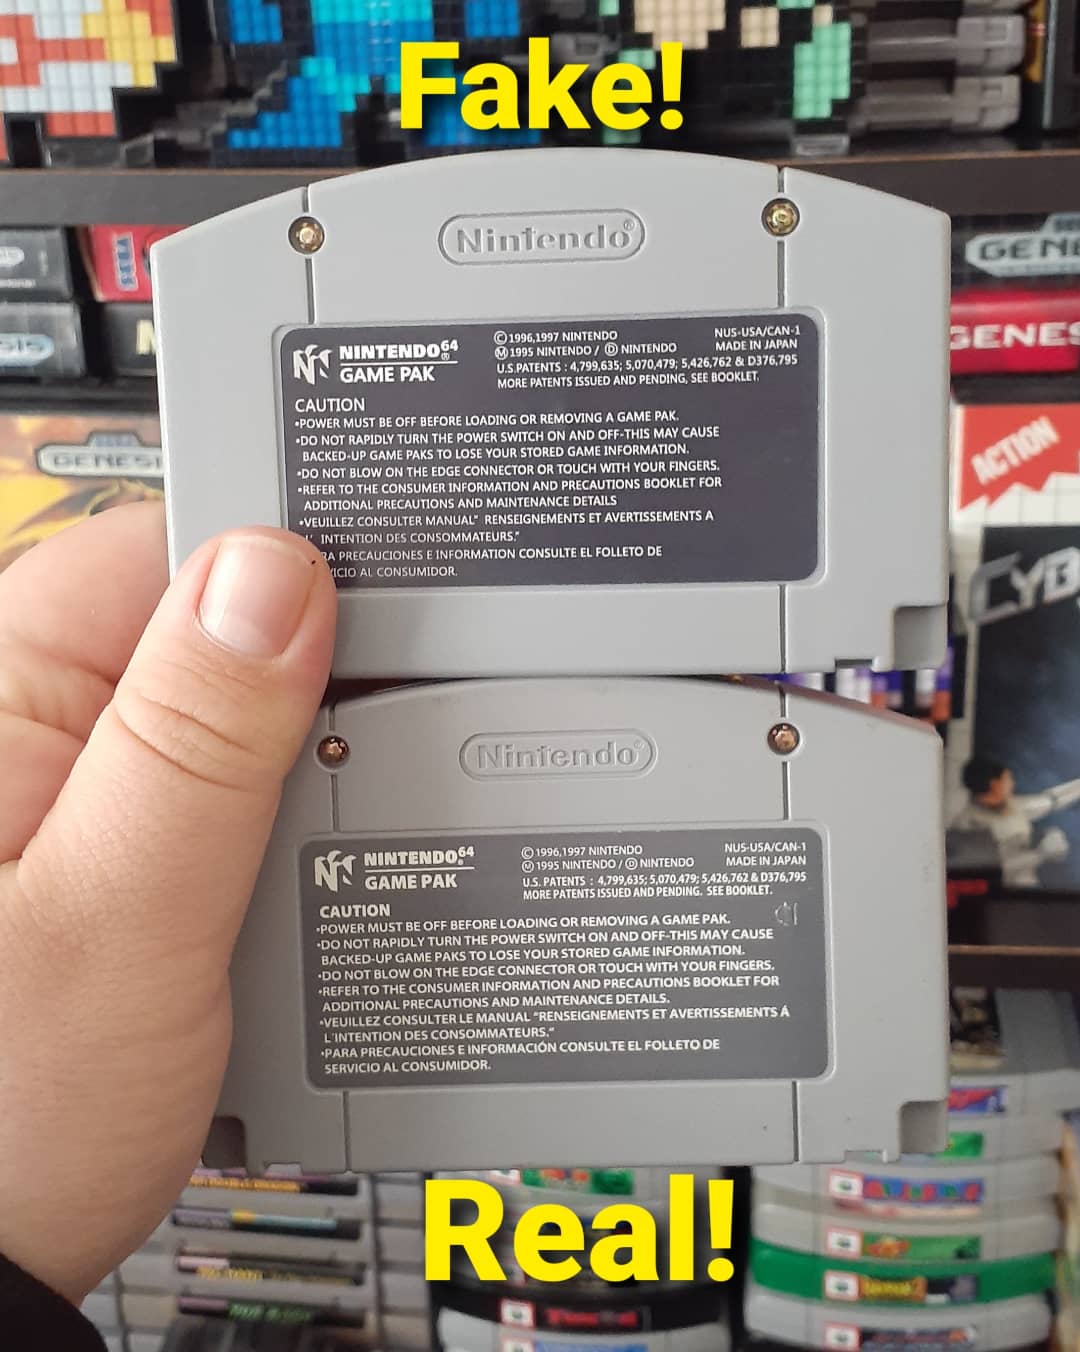 Fake!
Nintendo®
NINTENDO64®
GAME PAK
©1996,1997 NINTENDO
Ⓜ1995 NINTENDO / Ⓓ NINTENDO
U.S.PATENTS : 4,799,635; 5,070,479; 5,426,762 & D376,795
MORE PATENTS ISSUED AND PENDING, SEE BOOKLET.
NUS-USA/CAN-1
MADE IN JAPAN
CAUTION
•POWER MUST BE OFF BEFORE LOADING OR REMOVING A GAME PAK.
•DO NOT RAPIDLY TURN THE POWER SWITCH ON AND OFF-THIS MAY CAUSE
BACKED-UP GAME PAKS TO LOSE YOUR STORED GAME INFORMATION.
•DO NOT BLOW ON THE EDGE CONNECTOR OR TOUCH WITH YOUR FINGERS.
•REFER TO THE CONSUMER INFORMATION AND PRECAUTIONS BOOKLET FOR
ADDITIONAL PRECAUTIONS AND MAINTENANCE DETAILS
•VEUILLEZ CONSULTER MANUAL" RENSEIGNEMENTS ET AVERTISSEMENTS A
L' INTENTION DES CONSOMMATEURS."
RA PRECAUCIONES E INFORMATION CONSULTE EL FOLLETO DE
ICIO AL CONSUMIDOR.
Nintendo®
NINTENDO64®
GAME PAK
©1996,1997 NINTENDO
Ⓜ1995 NINTENDO / Ⓓ NINTENDO
U.S. PATENTS : 4,799,635; 5,070,479; 5,426,762 & D376,795
MORE PATENTS ISSUED AND PENDING. SEE BOOKLET.
NUS-USA/CAN-1
MADE IN JAPAN
CAUTION
•POWER MUST BE OFF BEFORE LOADING OR REMOVING A GAME PAK.
•DO NOT RAPIDLY TURN THE POWER SWITCH ON AND OFF-THIS MAY CAUSE
BACKED-UP GAME PAKS TO LOSE YOUR STORED GAME INFORMATION.
•DO NOT BLOW ON THE EDGE CONNECTOR OR TOUCH WITH YOUR FINGERS.
•REFER TO THE CONSUMER INFORMATION AND PRECAUTIONS BOOKLET FOR
ADDITIONAL PRECAUTIONS AND MAINTENANCE DETAILS.
•VEUILLEZ CONSULTER LE MANUAL "RENSEIGNEMENTS ET AVERTISSEMENTS Á
L'INTENTION DES CONSOMMATEURS."
•PARA PRECAUCIONES E INFORMACIÓN CONSULTE EL FOLLETO DE
SERVICIO AL CONSUMIDOR.
Real!
SEGA
GENESIS
GENE
GENES
ACTION
CYB